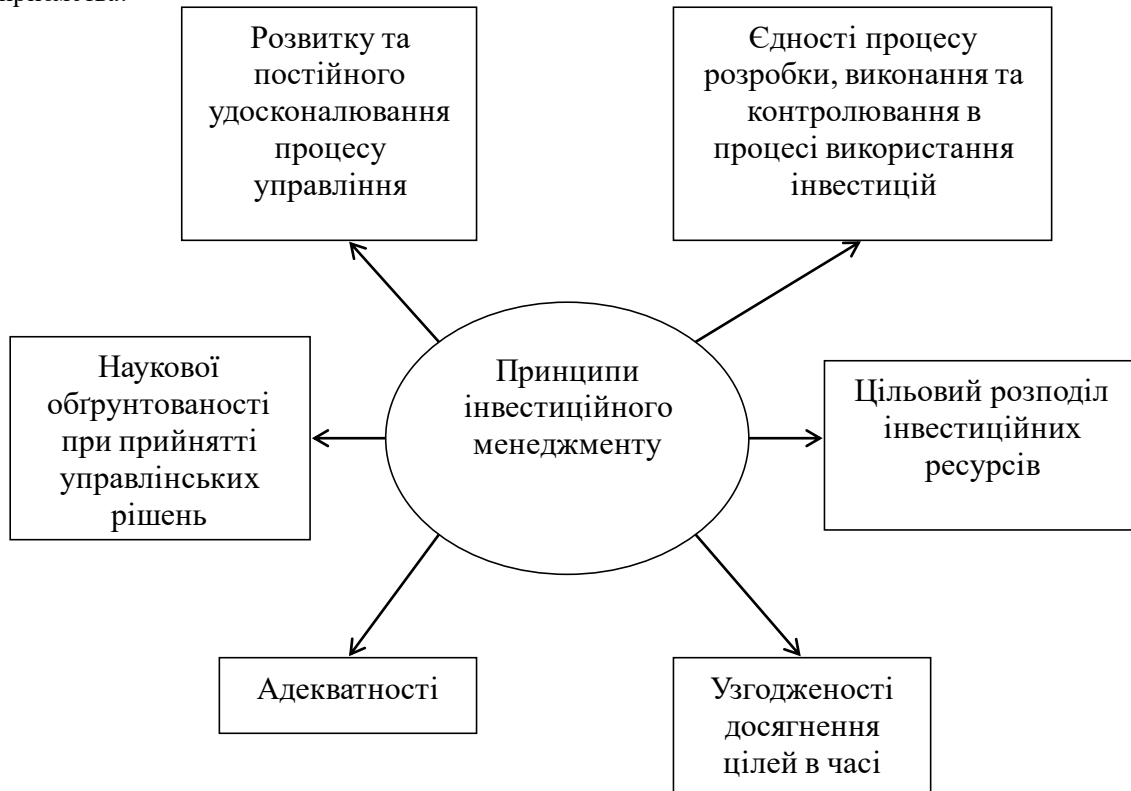 Розвитку та
постійного
удосконалювання
процесу
управління
Єдності процесу
розробки, виконання та
контролювання в
процесі використання
інвестицій
Наукової
обґрунтованості
при прийнятті
управлінських
рішень
Принципи
інвестиційного
менеджменту
Цільовий розподіл
інвестиційних
ресурсів
Адекватності
Узгодженості
досягнення
цілей в часі